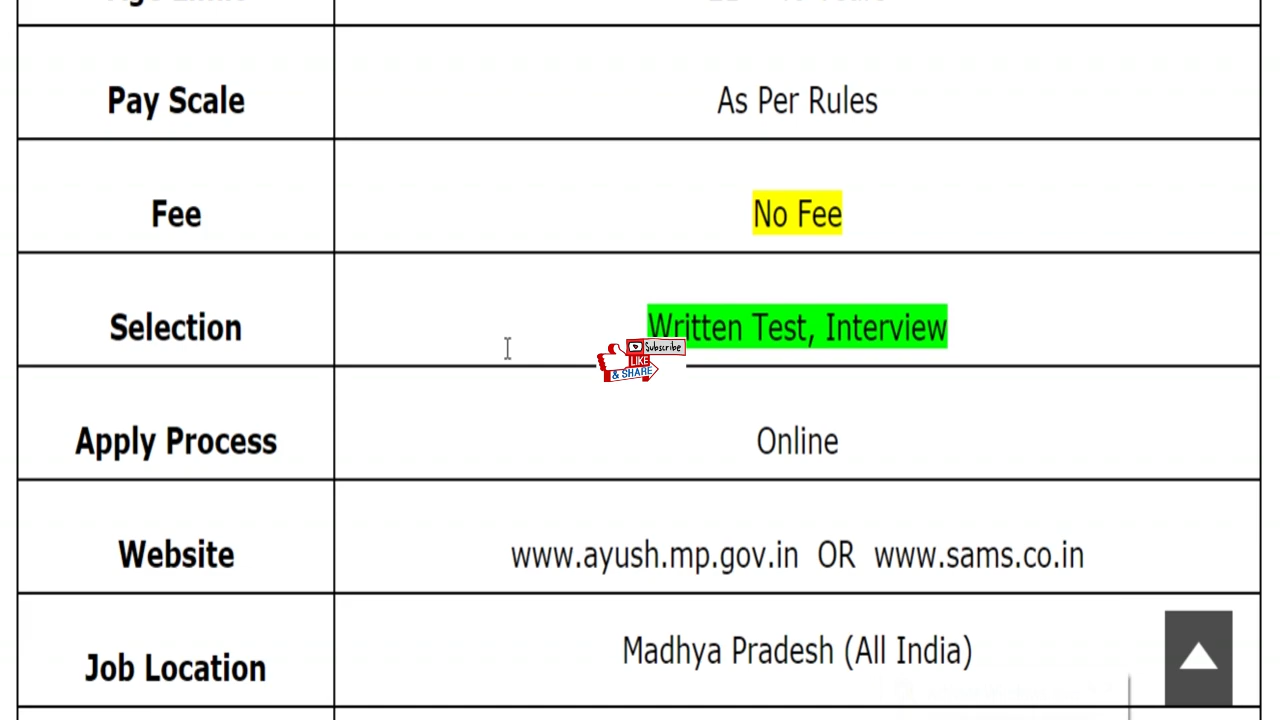 Pay Scale As Per Rules
Fee No Fee
Selection Written Test, Interview
Subscribe
LIKE
& SHARE
Apply Process Online
Website www.ayush.mp.gov.in OR www.sams.co.in
Job Location Madhya Pradesh (All India)